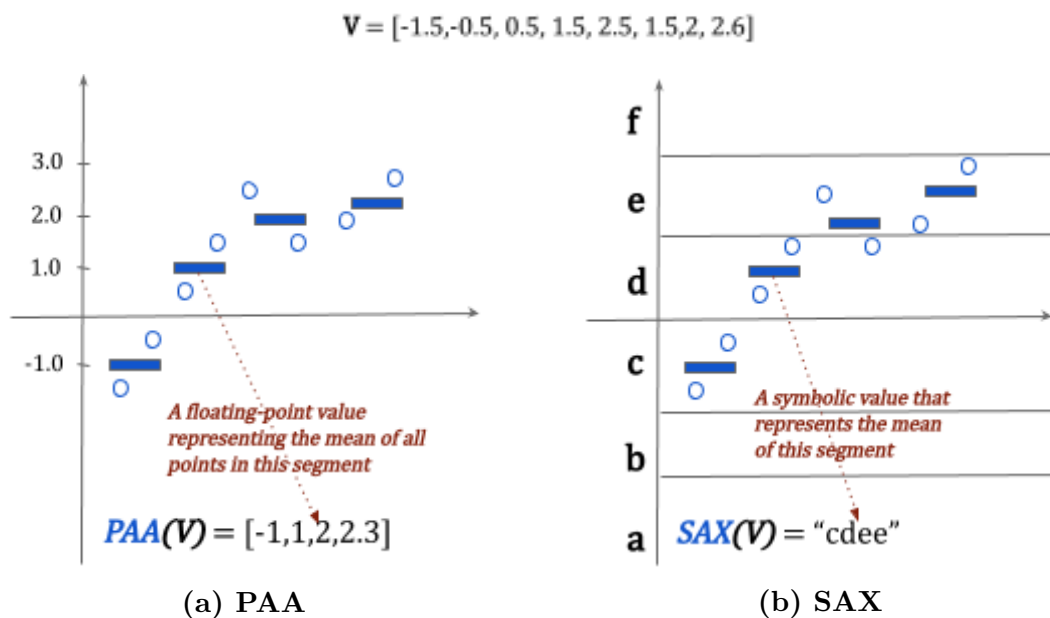 V = [-1.5,-0.5, 0.5, 1.5, 2.5, 1.5,2, 2.6]
3.0
2.0
1.0
-1.0
A floating-point value
representing the mean of all
points in this segment
PAA(V) = [-1,1,2,2.3]
(a) PAA
f
e
d
c
b
a
A symbolic value that
represents the mean
of this segment
SAX(V) = “cdee”
(b) SAX